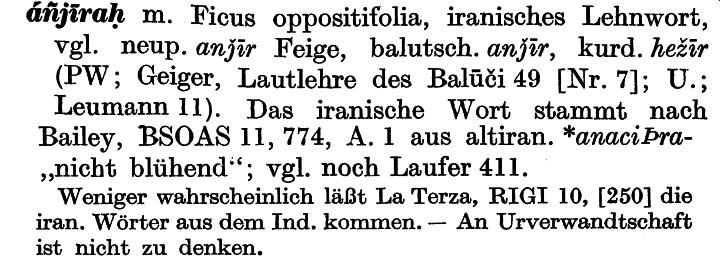 áñjīraḥ m. Ficus oppositifolia, iranisches Lehnwort,
vgl. neup. anǰīr Feige, balutsch. anǰīr, kurd. hežīr
(PW; Geiger, Lautlehre des Balūči 49 [Nr. 7]; U.;
Leumann 11). Das iranische Wort stammt nach
Bailey, BSOAS 11, 774, A. 1 aus altiran. *anaciÞra-
„nicht blühend“; vgl. noch Laufer 411.
Weniger wahrscheinlich läßt La Terza, RIGI 10, [250] die
iran. Wörter aus dem Ind. kommen. — An Urverwandtschaft
ist nicht zu denken.